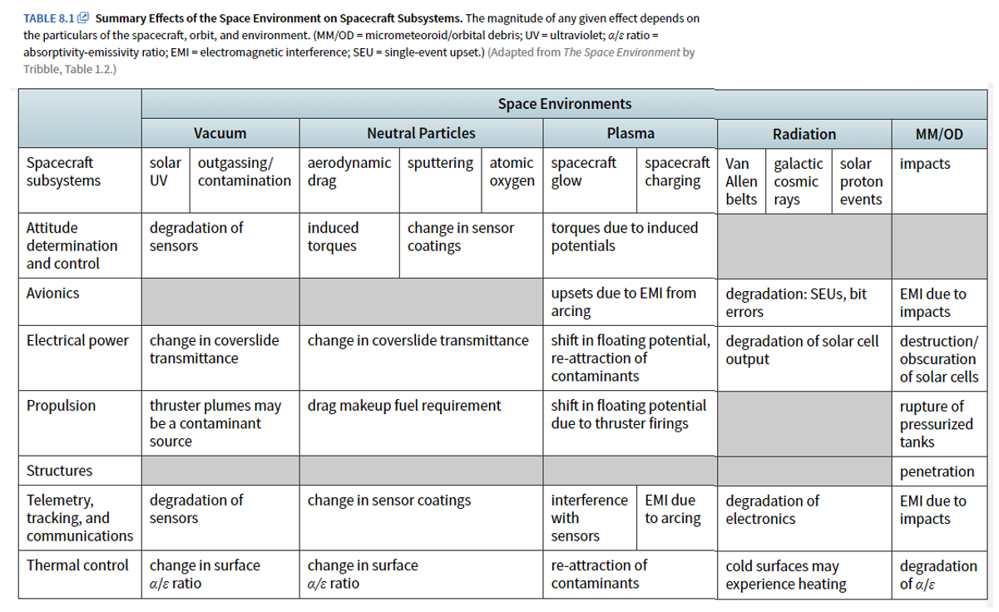 TABLE 8.1 Summary Effects of the Space Environment on Spacecraft Subsystems. The magnitude of any given effect depends on
the particulars of the spacecraft, orbit, and environment. (MM/OD = micrometeoroid/orbital debris; UV = ultraviolet; α/ε ratio =
absorptivity-emissivity ratio; EMI = electromagnetic interference; SEU = single-event upset.) (Adapted from The Space Environment by
Tribble, Table 1.2.)
Space Environments
Vacuum
Neutral Particles
Plasma
Radiation
MM/OD
Spacecraft
subsystems
solar
UV
outgassing/
contamination
aerodynamic
drag
sputtering
atomic
oxygen
spacecraft
glow
spacecraft
charging
Van
Allen
belts
galactic
cosmic
rays
solar
proton
events
impacts
Attitude
determination
and control
degradation of
sensors
induced
torques
change in sensor
coatings
torques due to induced
potentials
Avionics
upsets due to EMI from
arcing
degradation: SEUs, bit
errors
EMI due to
impacts
Electrical power
change in coverslide
transmittance
change in coverslide transmittance
shift in floating potential,
re-attraction of
contaminants
degradation of solar cell
output
destruction/
obscuration
of solar cells
Propulsion
thruster plumes may
be a contaminant
source
drag makeup fuel requirement
shift in floating potential
due to thruster firings
rupture of
pressurized
tanks
Structures
penetration
Telemetry,
tracking, and
communications
degradation of
sensors
change in sensor coatings
interference
with
sensors
EMI due
to arcing
degradation of
electronics
EMI due to
impacts
Thermal control
change in surface
α/ε ratio
change in surface
α/ε ratio
re-attraction of
contaminants
cold surfaces may
experience heating
degradation
of α/ε